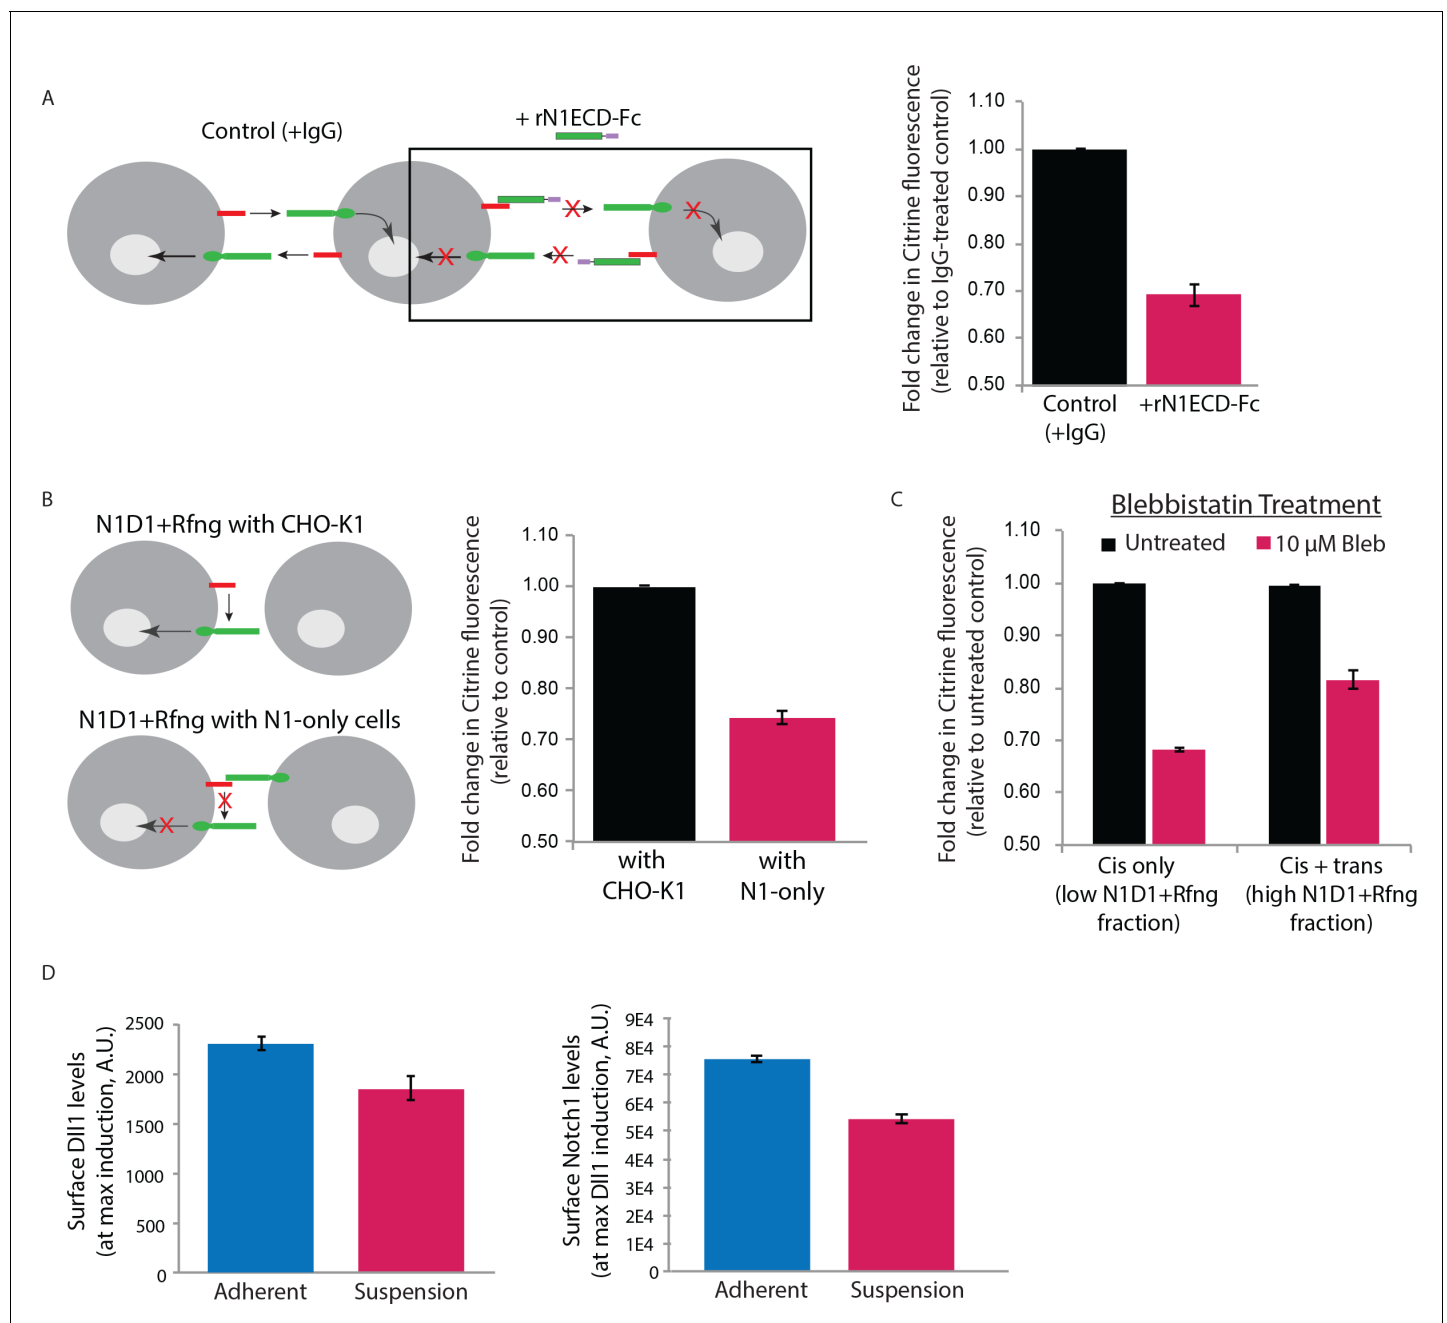 A
Control (+IgG)
+ rN1ECD-Fc
X
X
X
X
Fold change in Citrine fluorescence
(relative to IgG-treated control)
1.10
1.00
0.90
0.80
0.70
0.60
0.50
Control
(+IgG)
+rN1ECD-Fc
B
N1D1+Rfng with CHO-K1
N1D1+Rfng with N1-only cells
X
X
Fold change in Citrine fluorescence
(relative to control)
1.10
1.00
0.90
0.80
0.70
0.60
0.50
with
CHO-K1
with
N1-only
C
Blebbistatin Treatment
Untreated
10 µM Bleb
Fold change in Citrine fluorescence
(relative to untreated control)
1.10
1.00
0.90
0.80
0.70
0.60
0.50
Cis only
(low N1D1+Rfng
fraction)
Cis + trans
(high N1D1+Rfng
fraction)
D
Surface Dll1 levels
(at max induction, A.U.)
2500
2000
1500
1000
500
0
Adherent
Suspension
Surface Notch1 levels
(at max Dll1 induction, A.U.)
9E4
8E4
7E4
6E4
5E4
4E4
3E4
2E4
1E4
0
Adherent
Suspension